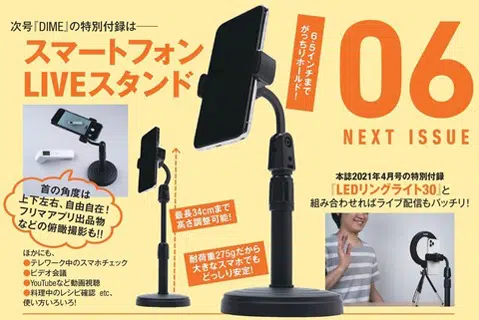 次号『DIME』の特別付録は──
スマートフォン
LIVEスタンド
6.5インチまで
がっちりホールド!
06
NEXT ISSUE
本誌2021年4月号の特別付録
『LEDリングライト30』と
組み合わせればライブ配信もバッチリ!
首の角度は
上下左右、自由自在!
フリマアプリ出品物
などの俯瞰撮影も!!
最長34cmまで
高さ調整可能!
耐荷重275gだから
大きなスマホでも
どっしり安定!
ほかにも、
●テレワーク中のスマホチェック
●ビデオ会議
●YouTubeなど動画視聴
●料理中のレシピ確認 etc.
使い方いろいろ!